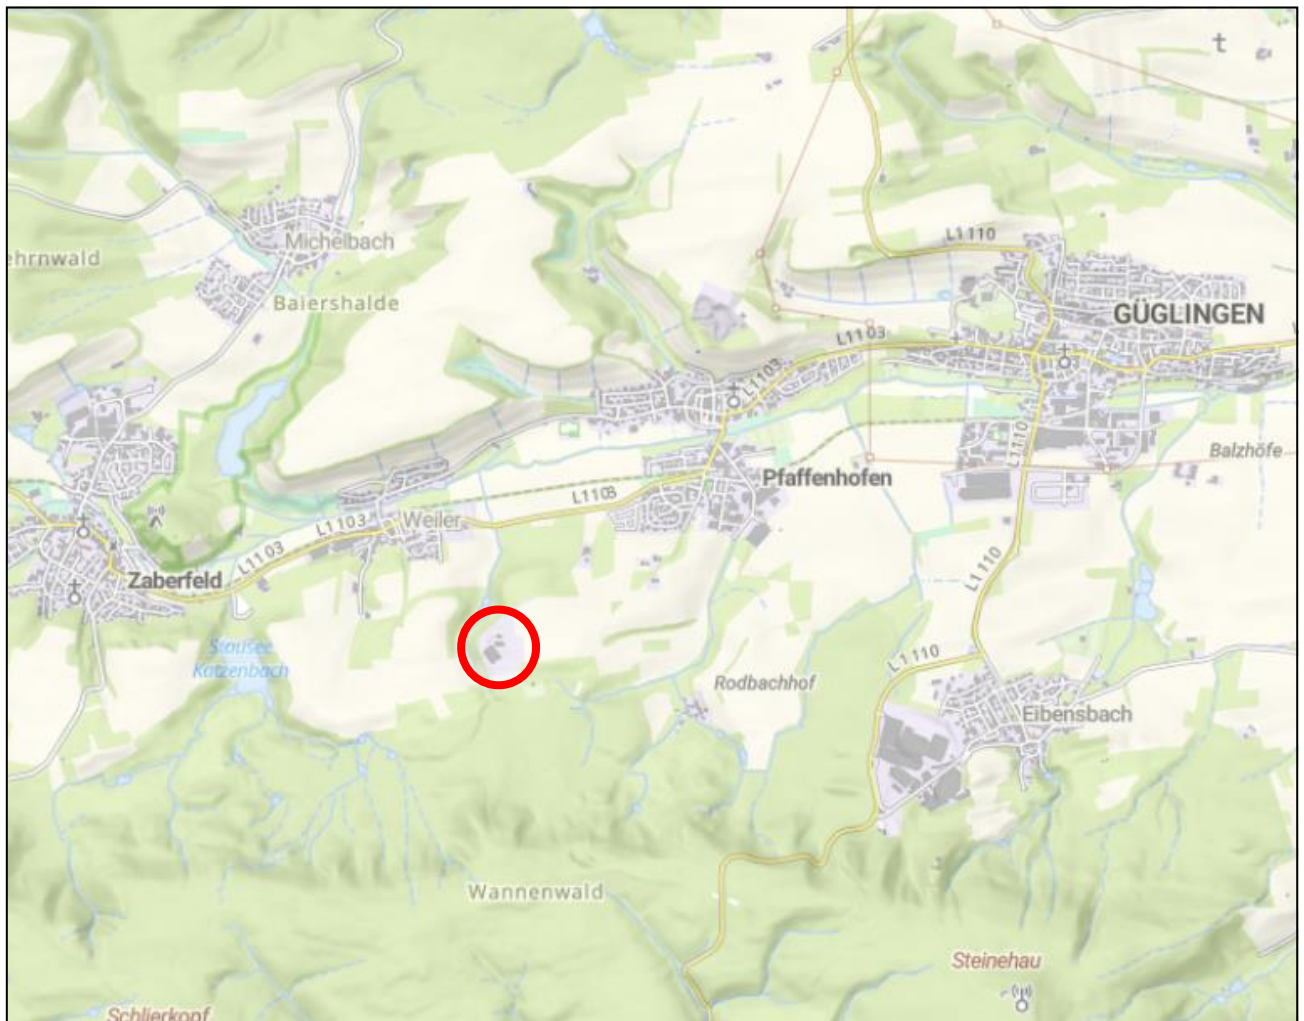 L1110
Michelbach
ehrnwald
Baiershalde
GÜGLINGEN
L1103
L1103
L1110
Balzhöfe
Pfaffenhofen
L1103
Weiler
L1103
L1103
Zaberfeld
L1110
Stausee
Katzenbach
L1110
Rodbachhof
Eibensbach
Wannenwald
Steinehau
Schlierkopf